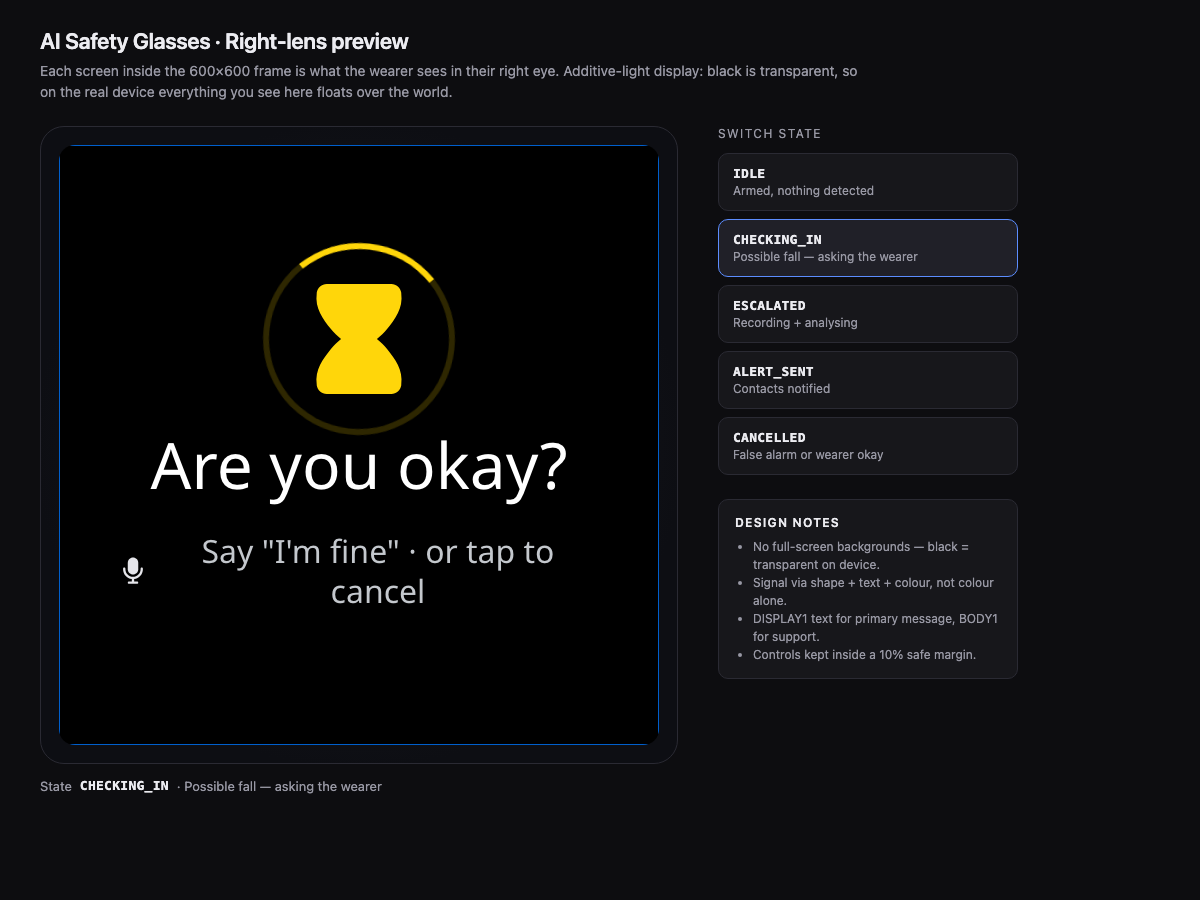 AI Safety Glasses · Right-lens preview
Each screen inside the 600×600 frame is what the wearer sees in their right eye. Additive-light display: black is transparent, so
on the real device everything you see here floats over the world.
Are you okay?
Say "I'm fine" · or tap to
cancel
State CHECKING_IN · Possible fall — asking the wearer
SWITCH STATE
IDLE
Armed, nothing detected
CHECKING_IN
Possible fall — asking the wearer
ESCALATED
Recording + analysing
ALERT_SENT
Contacts notified
CANCELLED
False alarm or wearer okay
DESIGN NOTES
• No full-screen backgrounds — black =
transparent on device.
• Signal via shape + text + colour, not colour
alone.
• DISPLAY1 text for primary message, BODY1
for support.
• Controls kept inside a 10% safe margin.